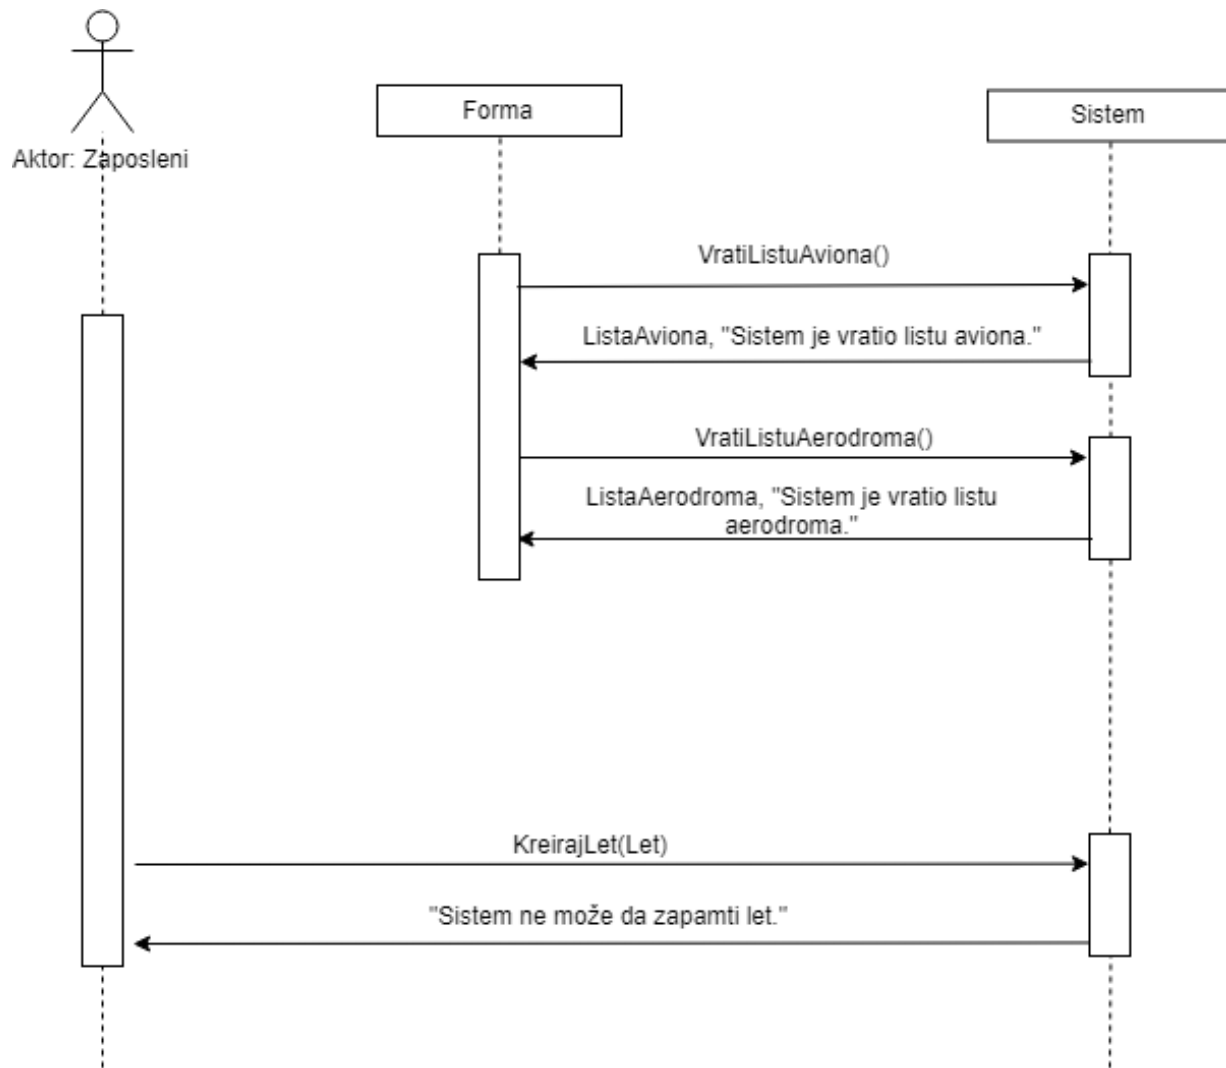 Forma
Sistem
Aktor: Zaposleni
VratiListuAviona()
ListaAviona, "Sistem je vratio listu aviona."
VratiListuAerodroma()
ListaAerodroma, "Sistem je vratio listu
aerodroma."
KreirajLet(Let)
"Sistem ne može da zapamti let."